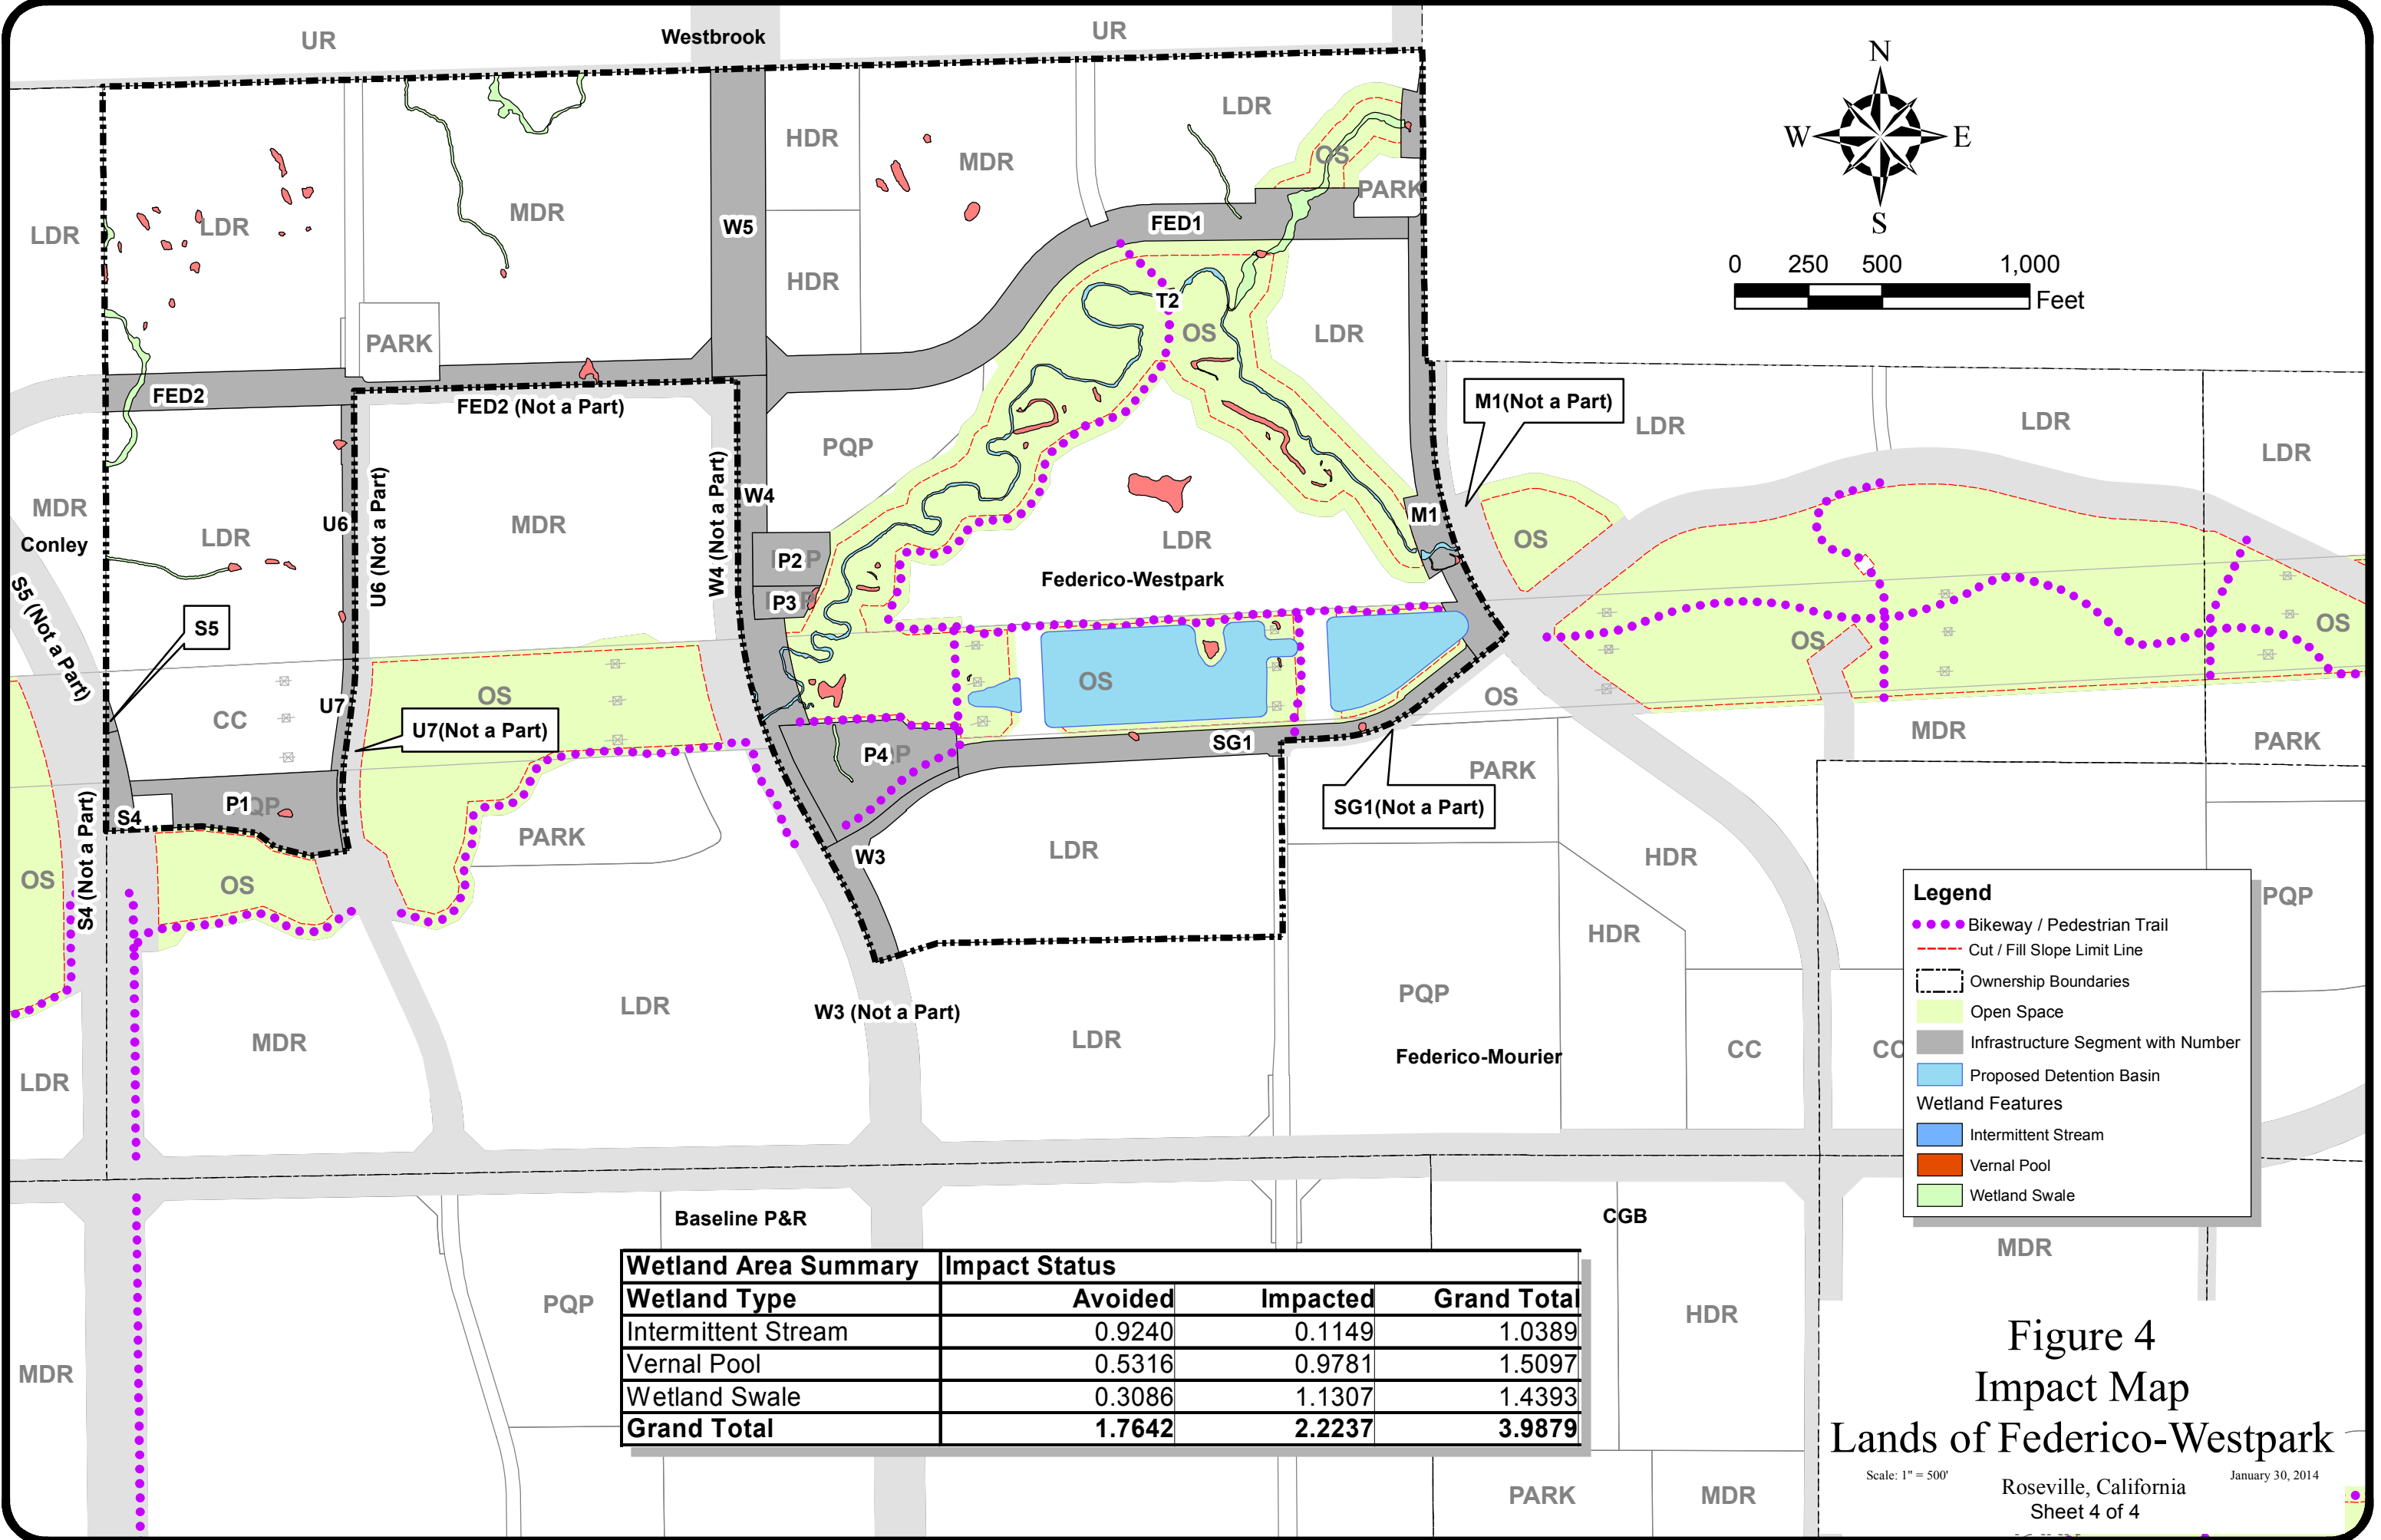 UR
Westbrook
UR
N
W E
S
LDR
HDR
MDR
OS
PARK
LDR
LDR
MDR
W5
FED1
HDR
T2
OS
LDR
0 250 500 1,000
Feet
PARK
FED2
FED2 (Not a Part)
M1(Not a Part)
LDR
LDR
LDR
PQP
MDR
Conley
LDR
U6
U6 (Not a Part)
MDR
W4 (Not a Part)
W4
P2
P3
LDR
Federico-Westpark
M1
OS
S5 (Not a Part)
S5
OS
OS
CC
U7
OS
U7(Not a Part)
OS
OS
MDR
PARK
P4
SG1
PARK
SG1(Not a Part)
S4 (Not a Part)
S4
P1
QP
PARK
W3
LDR
HDR
OS
OS
HDR
PQP
LDR
W3 (Not a Part)
PQP
MDR
LDR
Federico-Mourier
CC
CC
LDR
Legend
Bikeway / Pedestrian Trail
Cut / Fill Slope Limit Line
Ownership Boundaries
Open Space
Infrastructure Segment with Number
Proposed Detention Basin
Wetland Features
Intermittent Stream
Vernal Pool
Wetland Swale
Baseline P&R
CGB
MDR
PQP
HDR
MDR
PARK
MDR
Wetland Area Summary Impact Status
Wetland Type Avoided Impacted Grand Total
Intermittent Stream 0.9240 0.1149 1.0389
Vernal Pool 0.5316 0.9781 1.5097
Wetland Swale 0.3086 1.1307 1.4393
Grand Total 1.7642 2.2237 3.9879
Figure 4
Impact Map
Lands of Federico-Westpark
Scale: 1" = 500'
January 30, 2014
Roseville, California
Sheet 4 of 4